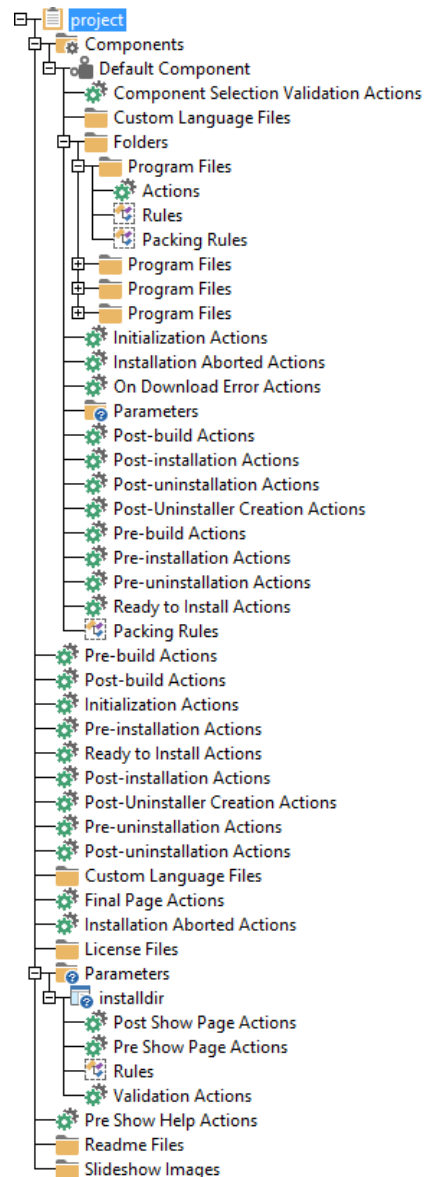 project
Components
Default Component
Component Selection Validation Actions
Custom Language Files
Folders
Program Files
Actions
Rules
Packing Rules
Program Files
Program Files
Program Files
Initialization Actions
Installation Aborted Actions
On Download Error Actions
Parameters
Post-build Actions
Post-installation Actions
Post-uninstallation Actions
Post-Uninstaller Creation Actions
Pre-build Actions
Pre-installation Actions
Pre-uninstallation Actions
Ready to Install Actions
Packing Rules
Pre-build Actions
Post-build Actions
Initialization Actions
Pre-installation Actions
Ready to Install Actions
Post-installation Actions
Post-Uninstaller Creation Actions
Pre-uninstallation Actions
Post-uninstallation Actions
Custom Language Files
Final Page Actions
Installation Aborted Actions
License Files
Parameters
installdir
Post Show Page Actions
Pre Show Page Actions
Rules
Validation Actions
Pre Show Help Actions
Readme Files
Slideshow Images